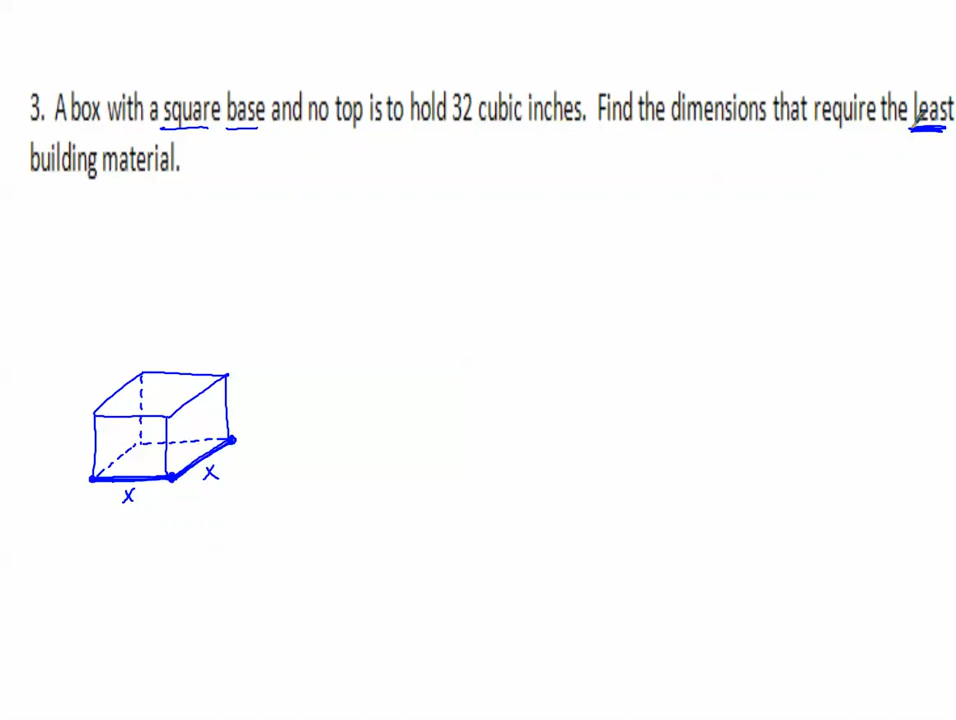 3. A box with a square base and no top is to hold 32 cubic inches. Find the dimensions that require the least
building material.
x
x